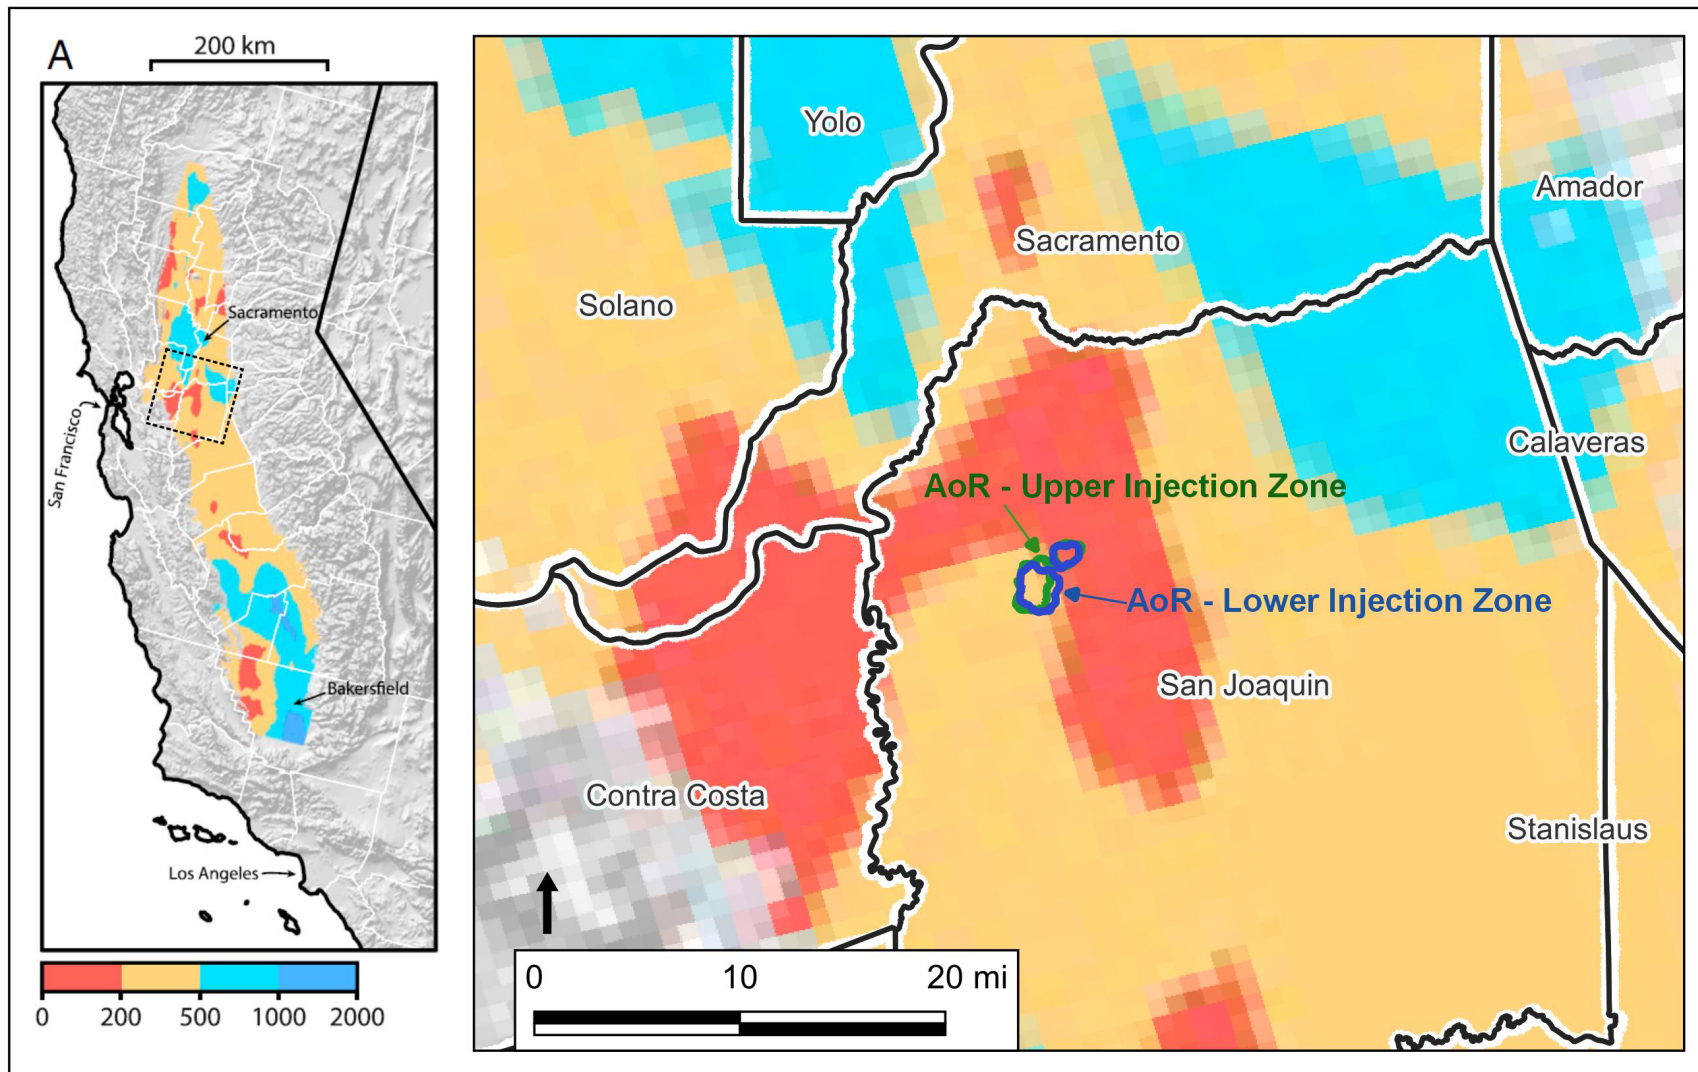 A
200 km
Sacramento
San Francisco
Bakersfield
Los Angeles
0 200 500 1000 2000
Yolo
Amador
Sacramento
Solano
Calaveras
AoR - Upper Injection Zone
AoR - Lower Injection Zone
San Joaquin
Contra Costa
Stanislaus
0 10 20 mi